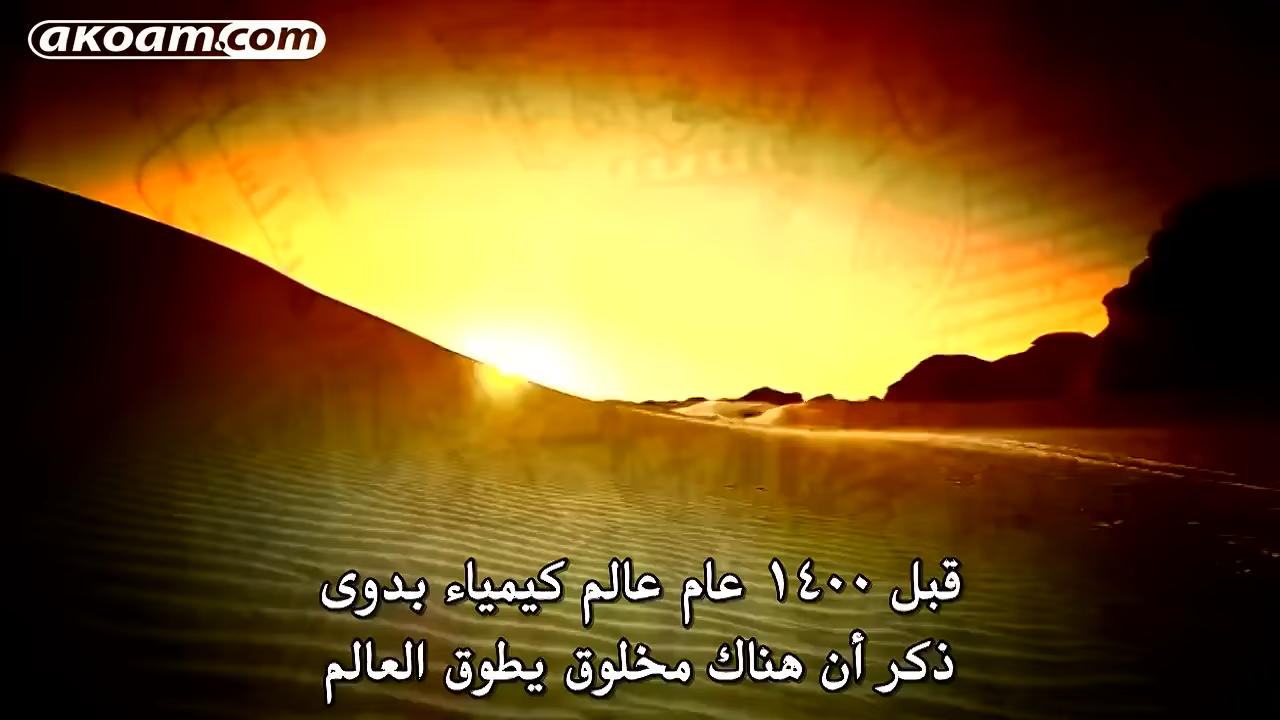 akoam.com
قبل ١٤٠٠ عام عالم كيمياء بدوى
ذكر أن هناك مخلوق يطوق العالم